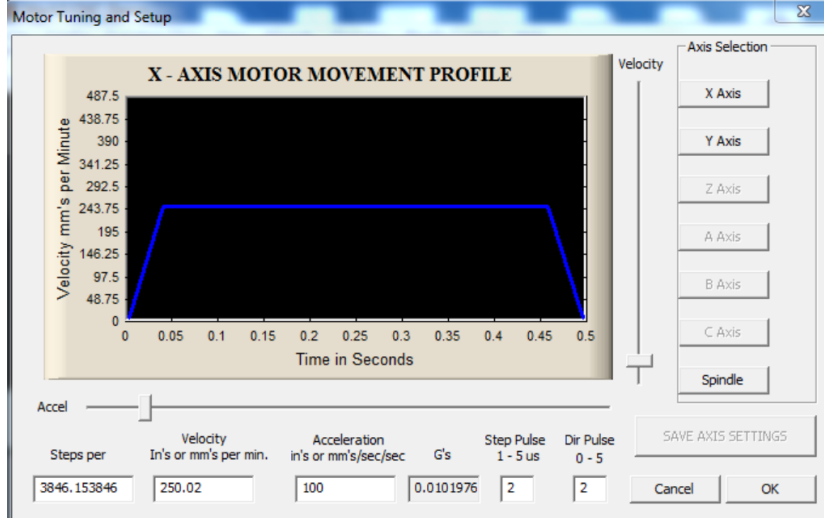 Motor Tuning and Setup
X - AXIS MOTOR MOVEMENT PROFILE
Velocity mm's per Minute
487.5
438.75
390
341.25
292.5
243.75
195
146.25
97.5
48.75
0
0 0.05 0.1 0.15 0.2 0.25 0.3 0.35 0.4 0.45 0.5
Time in Seconds
Velocity
Axis Selection
X Axis
Y Axis
Z Axis
A Axis
B Axis
C Axis
Spindle
Accel
Steps per
Velocity
In's or mm's per min.
Acceleration
in's or mm's/sec/sec
G's
Step Pulse
1 - 5 us
Dir Pulse
0 - 5
3846.153846 250.02 100 0.0101976 2 2
SAVE AXIS SETTINGS
Cancel OK